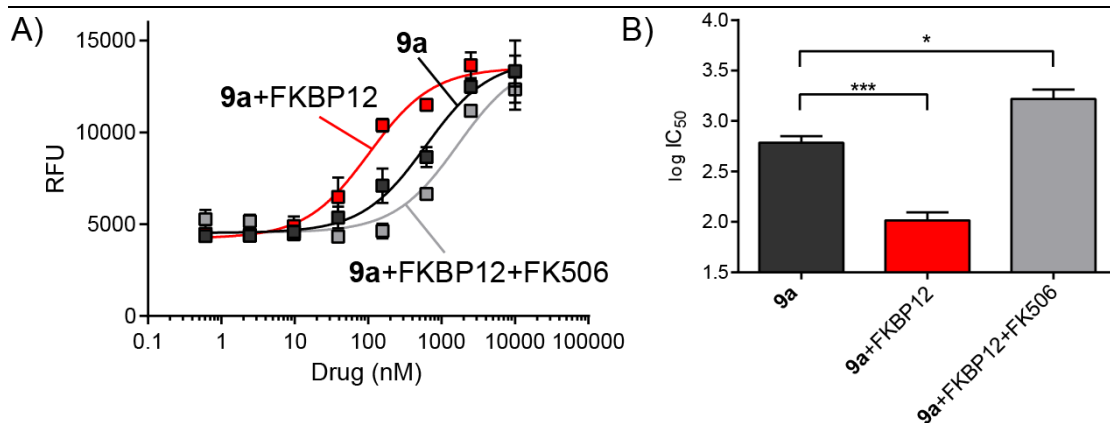 A)
RFU
15000
10000
5000
0
9a
9a+FKBP12
9a+FKBP12+FK506
0.1 1 10 100 1000 10000 100000
Drug (nM)
B)
log IC50
4.0
3.5
3.0
2.5
2.0
1.5
*
***
9a
9a+FKBP12
9a+FKBP12+FK506